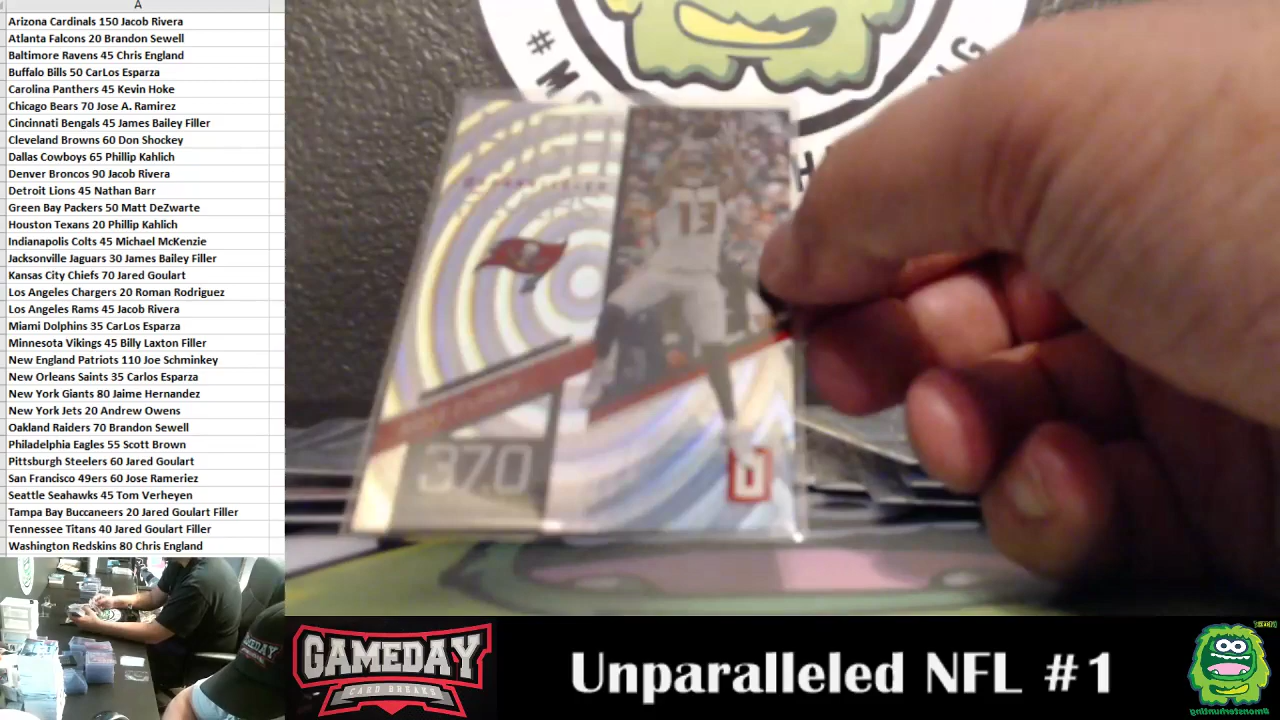 A
Arizona Cardinals 150 Jacob Rivera
Atlanta Falcons 20 Brandon Sewell
Baltimore Ravens 45 Chris England
Buffalo Bills 50 CarLos Esparza
Carolina Panthers 45 Kevin Hoke
Chicago Bears 70 Jose A. Ramirez
Cincinnati Bengals 45 James Bailey Filler
Cleveland Browns 60 Don Shockey
Dallas Cowboys 65 Phillip Kahlich
Denver Broncos 90 Jacob Rivera
Detroit Lions 45 Nathan Barr
Green Bay Packers 50 Matt DeZwarte
Houston Texans 20 Phillip Kahlich
Indianapolis Colts 45 Michael McKenzie
Jacksonville Jaguars 30 James Bailey Filler
Kansas City Chiefs 70 Jared Goulart
Los Angeles Chargers 20 Roman Rodriguez
Los Angeles Rams 45 Jacob Rivera
Miami Dolphins 35 CarLos Esparza
Minnesota Vikings 45 Billy Laxton Filler
New England Patriots 110 Joe Schminkey
New Orleans Saints 35 Carlos Esparza
New York Giants 80 Jaime Hernandez
New York Jets 20 Andrew Owens
Oakland Raiders 70 Brandon Sewell
Philadelphia Eagles 55 Scott Brown
Pittsburgh Steelers 60 Jared Goulart
San Francisco 49ers 60 Jose Rameriez
Seattle Seahawks 45 Tom Verheyen
Tampa Bay Buccaneers 20 Jared Goulart Filler
Tennessee Titans 40 Jared Goulart Filler
Washington Redskins 80 Chris England
13
370
U
GAMEDAY
CARD BREAKS
Unparalleled NFL #1
#monsterhunting